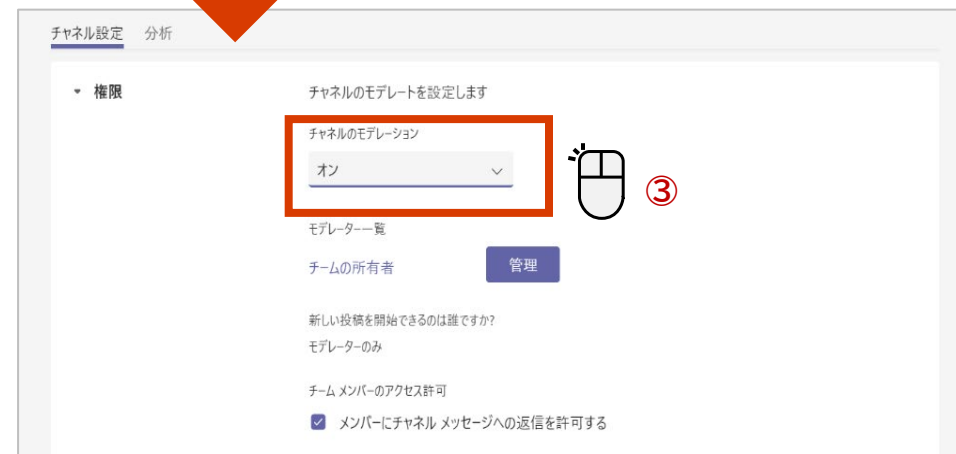 チャネル設定 分析
権限
チャネルのモデレートを設定します
チャネルのモデレーション
オン
③
モデレーター一覧
チームの所有者 管理
新しい投稿を開始できるのは誰ですか?
モデレーターのみ
チーム メンバーのアクセス許可
メンバーにチャネル メッセージへの返信を許可する